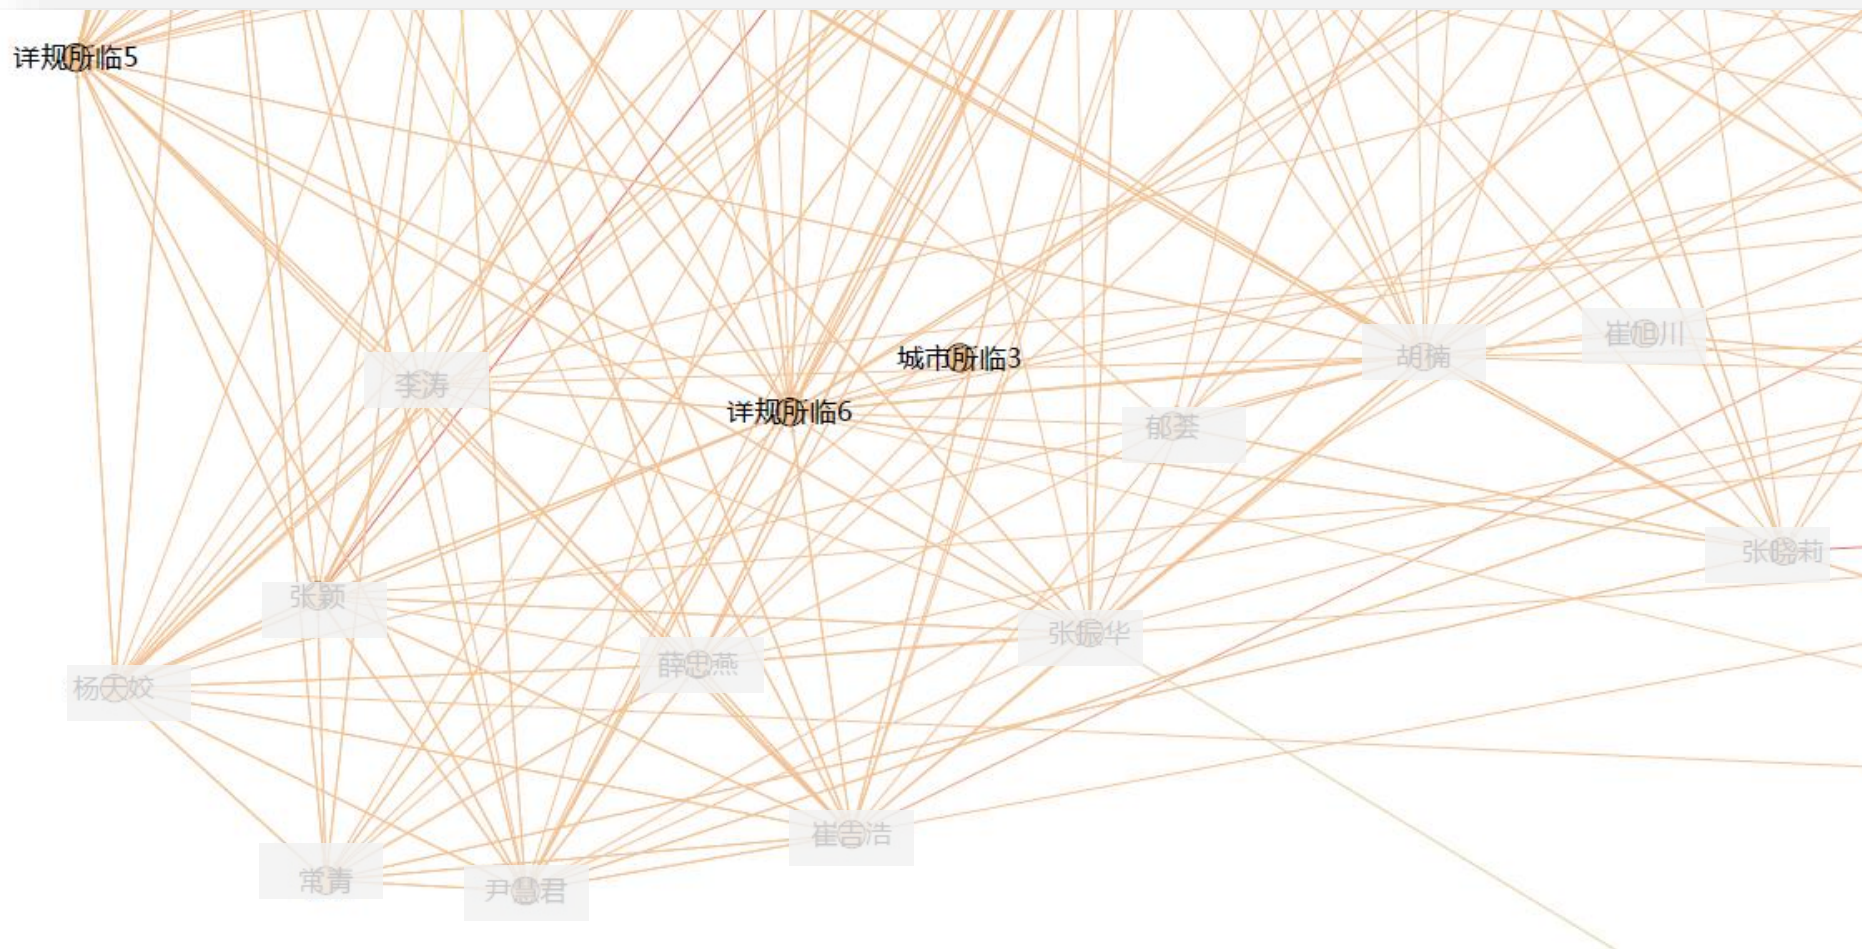 详规所临5
崔旭川
城市所临3
胡楠
李涛
详规所临6
郁荟
张晓莉
张颖
张振华
薛忠燕
杨天姣
崔吉浩
常青
尹慧君